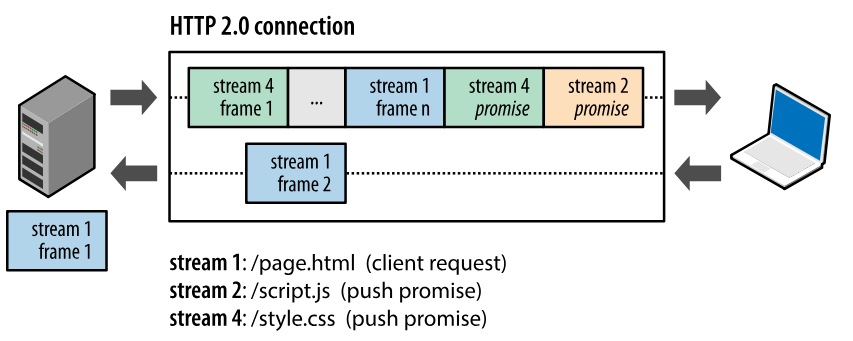 HTTP 2.0 connection
stream 4
frame 1
...
stream 1
frame n
stream 4
promise
stream 2
promise
stream 1
frame 2
stream 1
frame 1
stream 1: /page.html (client request)
stream 2: /script.js (push promise)
stream 4: /style.css (push promise)